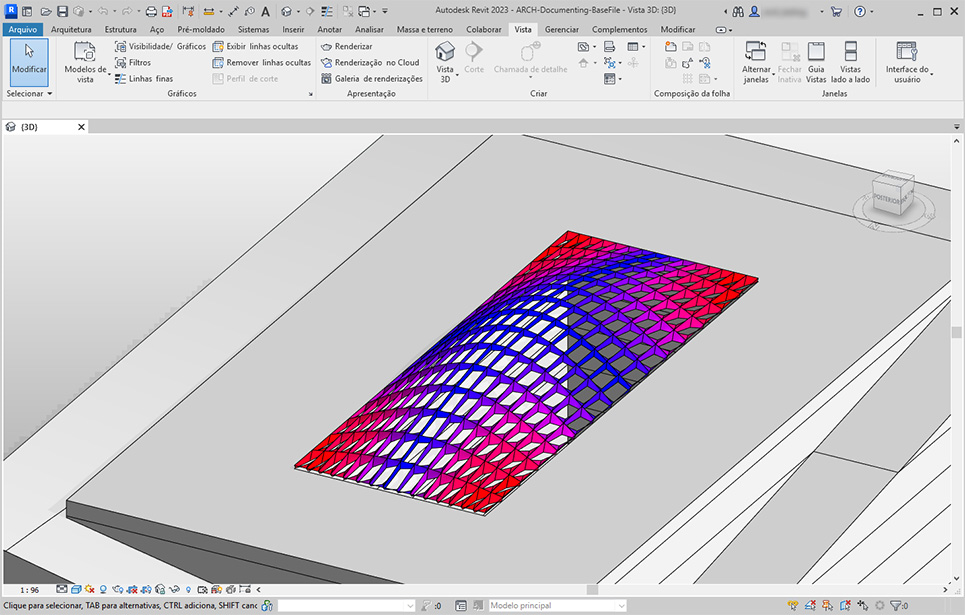 Autodesk Revit 2023 - ARCH-Documenting-BaseFile - Vista 3D: {3D}
Arquivo Arquitetura Estrutura Aço Pré-moldado Sistemas Inserir Anotar Analisar Massa e terreno Colaborar Vista Gerenciar Complementos Modificar
Modificar
Modelos de vista
Visibilidade/ Gráficos
Filtros
Linhas finas
Exibir linhas ocultas
Remover linhas ocultas
Perfil de corte
Renderizar
Renderização no Cloud
Galeria de renderizações
Vista 3D
Corte
Chamada de detalhe
Alternar janelas
Fechar Inativa
Guia Vistas
Vistas lado a lado
Interface do usuário
Selecionar Gráficos Apresentação Criar Composição da folha Janelas
{3D}
POSTERIOR
1 : 96
Clique para selecionar, TAB para alternativas, CTRL adiciona, SHIFT canc
:0
Modelo principal
:0